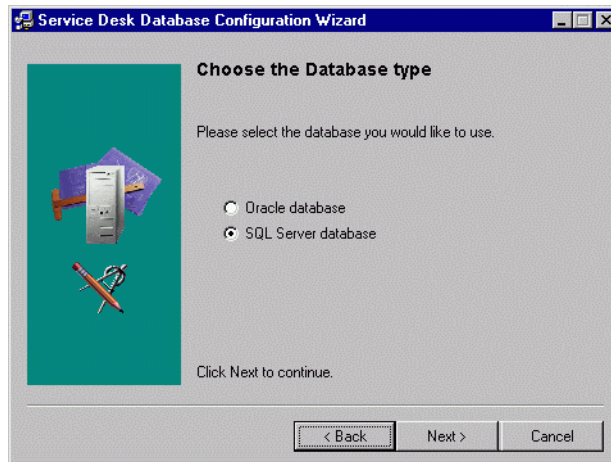 Service Desk Database Configuration Wizard
Choose the Database type
Please select the database you would like to use.
Oracle database
SQL Server database
Click Next to continue.
< Back
Next >
Cancel